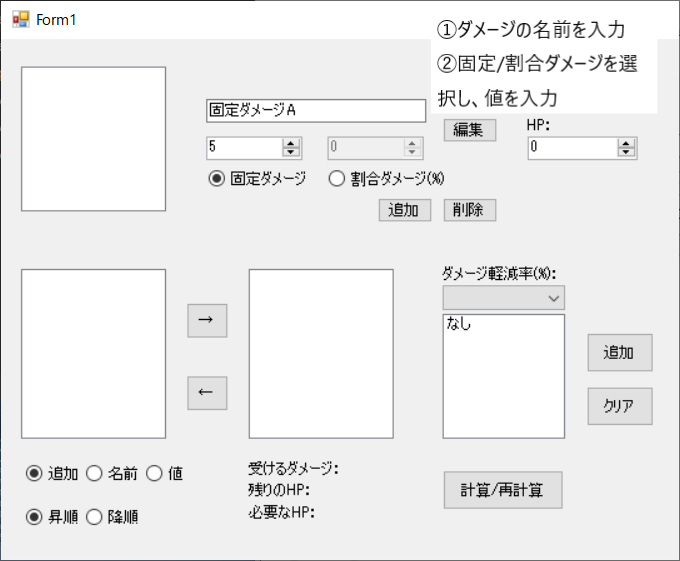 Form1
①ダメージの名前を入力
②固定/割合ダメージを選
択し、値を入力
固定ダメージA
編集
HP:
5
0
0
固定ダメージ
割合ダメージ(%)
追加
削除
ダメージ軽減率(%):
→
なし
追加
←
クリア
追加
名前
値
受けるダメージ:
残りのHP:
必要なHP:
計算/再計算
昇順
降順